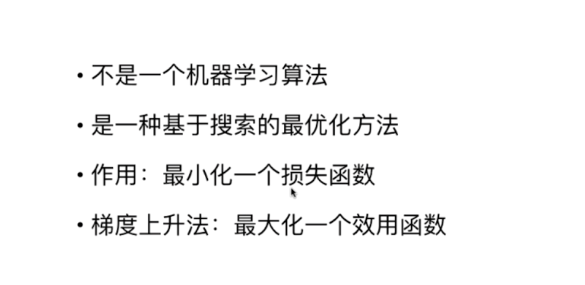 • 不是一个机器学习算法
• 是一种基于搜索的最优化方法
• 作用：最小化一个损失函数
• 梯度上升法：最大化一个效用函数